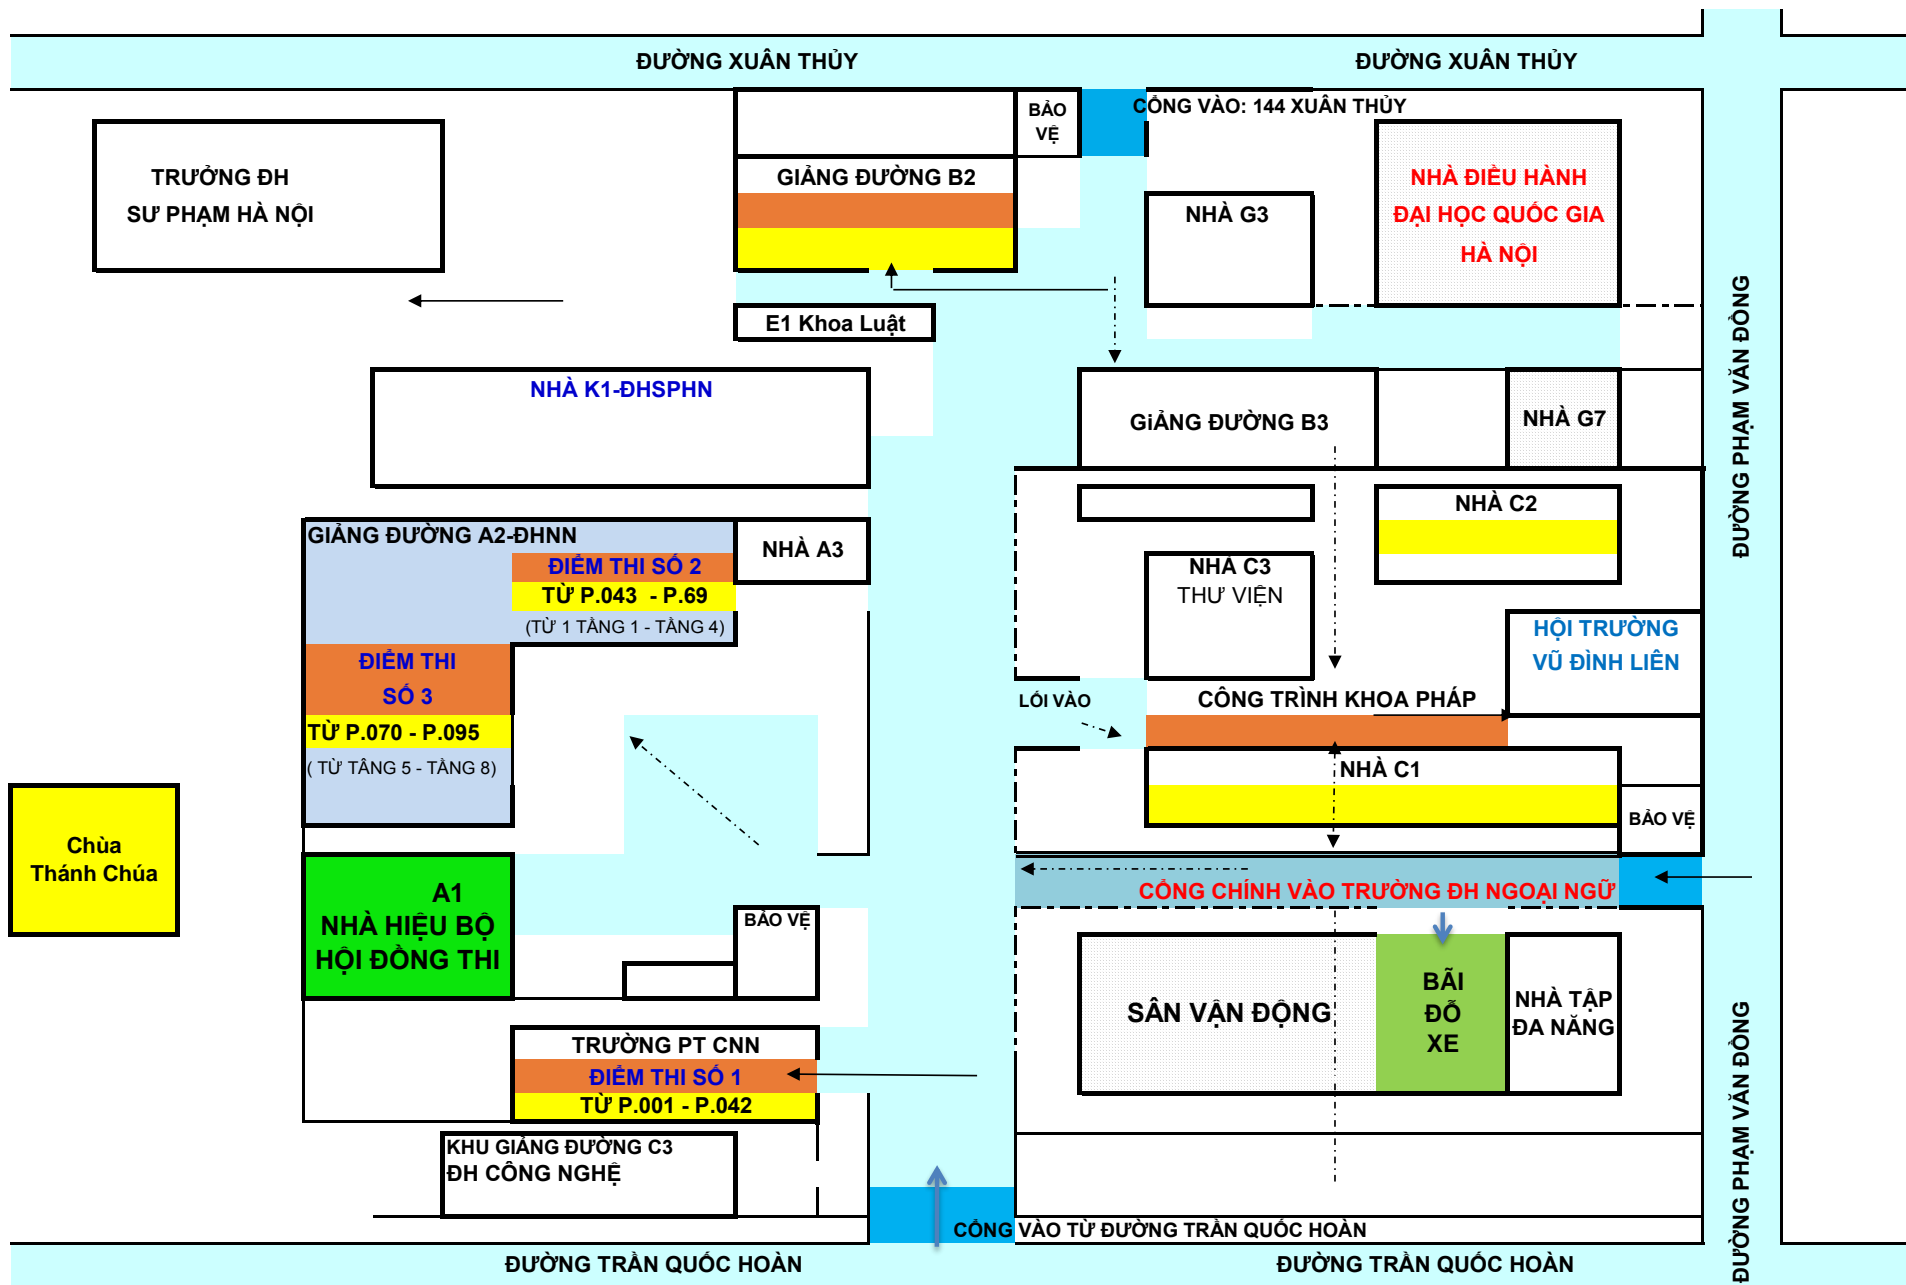 ĐƯỜNG XUÂN THỦY
ĐƯỜNG XUÂN THỦY
BẢO
VỆ
CỔNG VÀO: 144 XUÂN THỦY
TRƯỞNG ĐH
SƯ PHẠM HÀ NỘI
GIẢNG ĐƯỜNG B2
NHÀ G3
NHÀ ĐIỀU HÀNH
ĐẠI HỌC QUỐC GIA
HÀ NỘI
E1 Khoa Luật
ĐƯỜNG PHẠM VĂN ĐỒNG
NHÀ K1-ĐHSPHN
GiẢNG ĐƯỜNG B3
NHÀ G7
NHÀ C2
GIẢNG ĐƯỜNG A2-ĐHNN
ĐIỂM THI SỐ 2
TỪ P.043 - P.69
(TỪ 1 TẦNG 1 - TẦNG 4)
NHÀ A3
NHÀ C3
THƯ VIỆN
HỘI TRƯỜNG
VŨ ĐÌNH LIÊN
ĐIỂM THI
SỐ 3
TỪ P.070 - P.095
( TỪ TÂNG 5 - TẦNG 8)
LỐI VÀO
CÔNG TRÌNH KHOA PHÁP
NHÀ C1
BẢO VỆ
Chùa
Thánh Chúa
A1
NHÀ HIỆU BỘ
HỘI ĐỒNG THI
BẢO VỆ
CỔNG CHÍNH VÀO TRƯỜNG ĐH NGOẠI NGỮ
SÂN VẬN ĐỘNG
BÃI
ĐỖ
XE
NHÀ TẬP
ĐA NĂNG
ĐƯỜNG PHẠM VĂN ĐỒNG
TRƯỜNG PT CNN
ĐIỂM THI SỐ 1
TỪ P.001 - P.042
KHU GIẢNG ĐƯỜNG C3
ĐH CÔNG NGHỆ
CỔNG VÀO TỪ ĐƯỜNG TRẦN QUỐC HOÀN
ĐƯỜNG TRẦN QUỐC HOÀN
ĐƯỜNG TRẦN QUỐC HOÀN